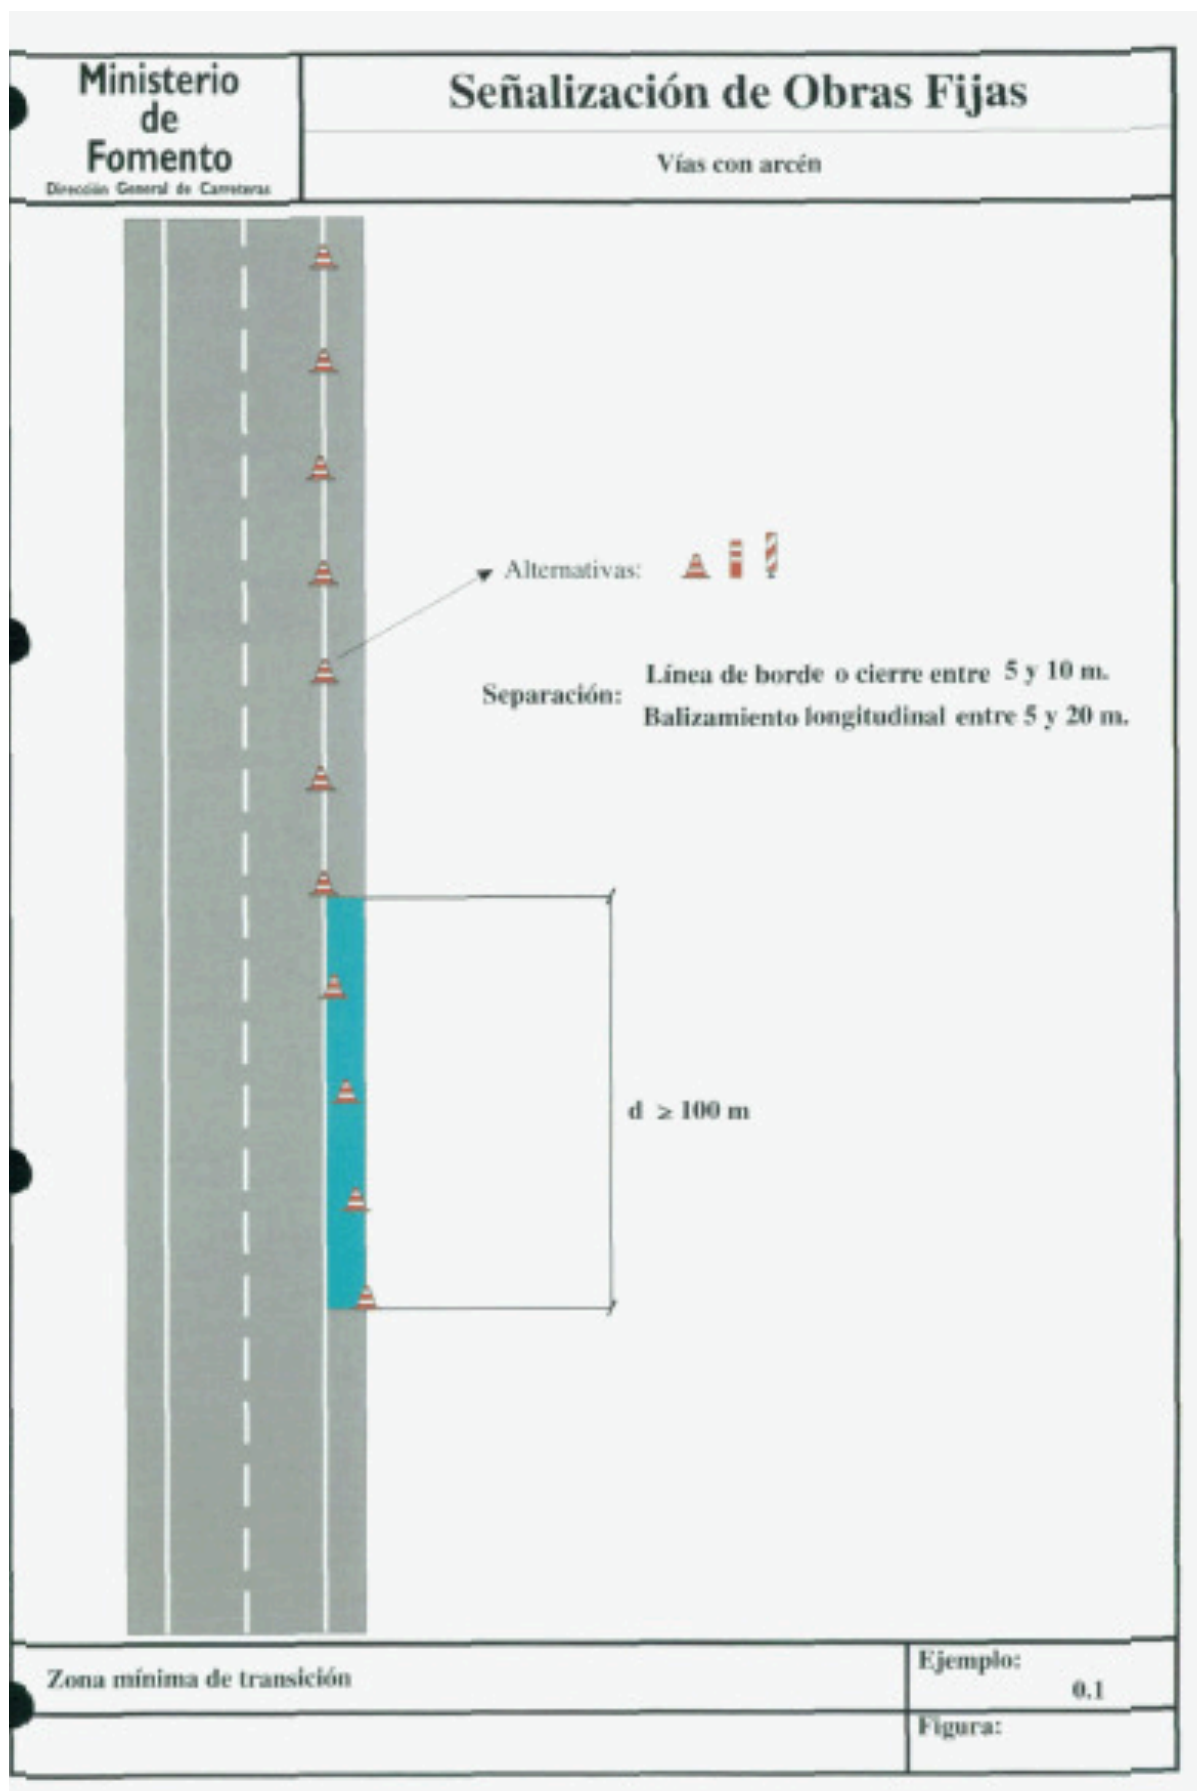 Ministerio
de
Fomento
Dirección General de Carreteras
Señalización de Obras Fijas
Vías con arcén
Alternativas:
Separación:
Línea de borde o cierre entre 5 y 10 m.
Balizamiento longitudinal entre 5 y 20 m.
d ≥ 100 m
Zona mínima de transición
Ejemplo:
0.1
Figura: